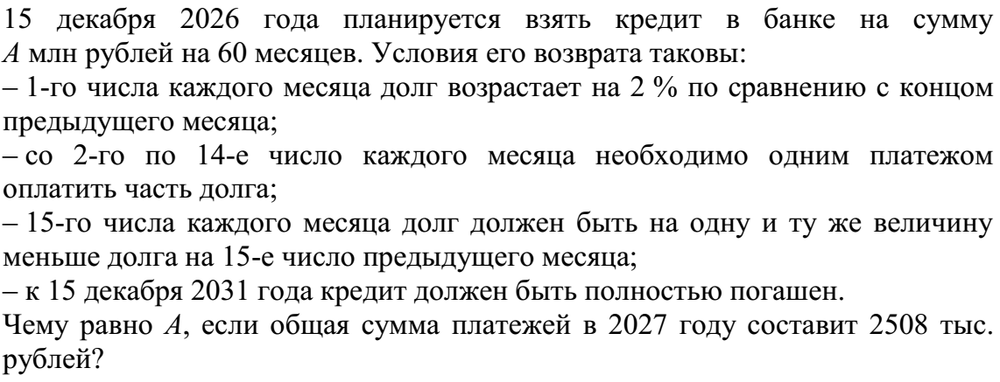 15 декабря 2026 года планируется взять кредит в банке на сумму
А млн рублей на 60 месяцев. Условия его возврата таковы:
– 1-го числа каждого месяца долг возрастает на 2 % по сравнению с концом
предыдущего месяца;
– со 2-го по 14-е число каждого месяца необходимо одним платежом
оплатить часть долга;
– 15-го числа каждого месяца долг должен быть на одну и ту же величину
меньше долга на 15-е число предыдущего месяца;
– к 15 декабря 2031 года кредит должен быть полностью погашен.
Чему равно А, если общая сумма платежей в 2027 году составит 2508 тыс.
рублей?